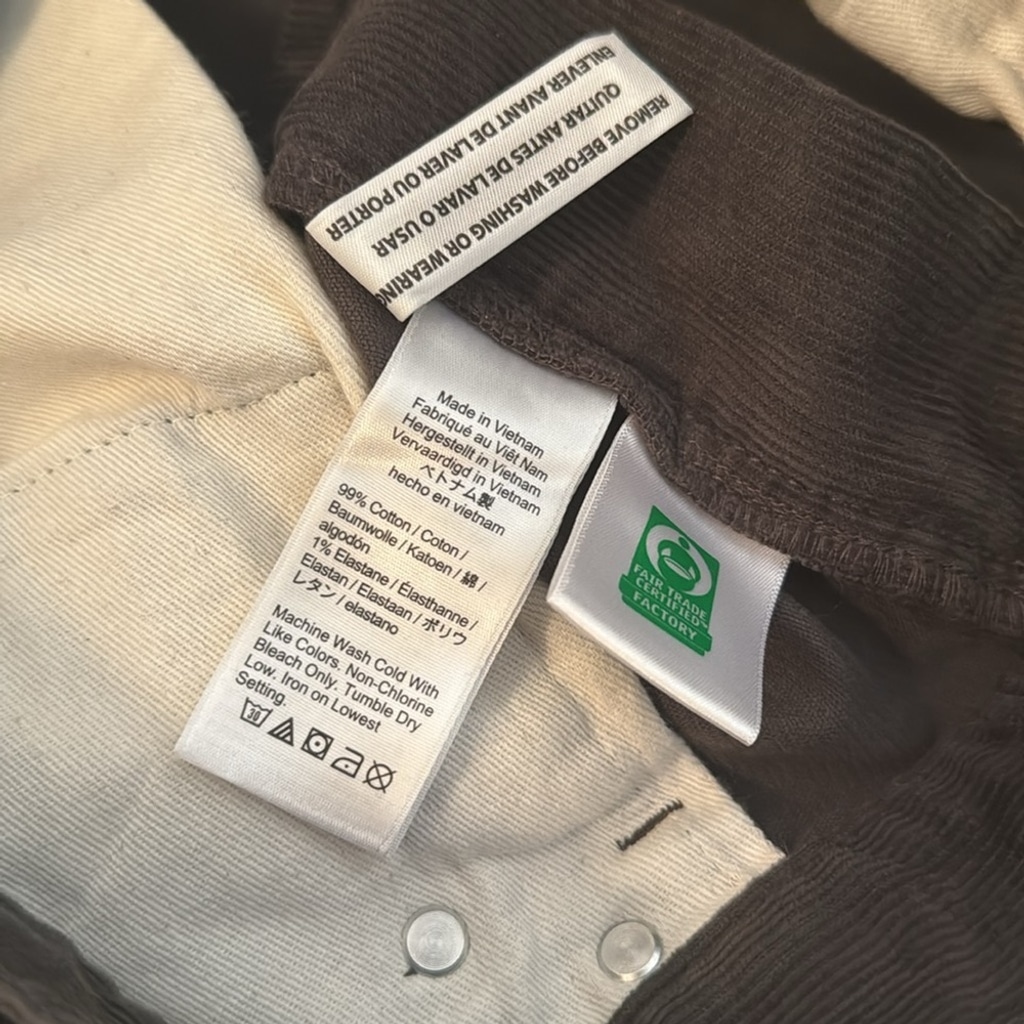 REMOVE BEFORE WASHING OR WEARING
QUITAR ANTES DE LAVAR O USAR
ENLEVER AVANT DE LAVER OU PORTER
Made in Vietnam
Fabriqué au Việt Nam
Hergestellt in Vietnam
Vervaardigd in Vietnam
ベトナム製
hecho en vietnam
99% Cotton / Coton /
Baumwolle / Katoen / 綿 /
algodón
1% Elastane / Élasthanne /
Elastan / Elastaan / ポリウ
レタン / elastano
Machine Wash Cold With
Like Colors. Non-Chlorine
Bleach Only. Tumble Dry
Low. Iron on Lowest
Setting.
30
FAIR TRADE
CERTIFIED™
FACTORY